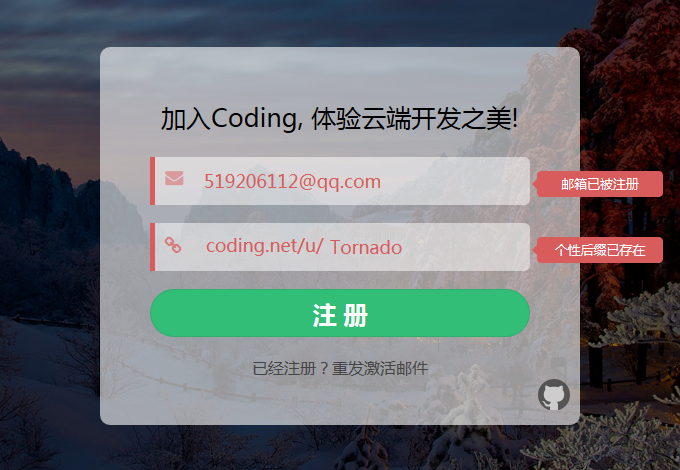 加入Coding, 体验云端开发之美!
519206112@qq.com
邮箱已被注册
coding.net/u/ Tornado
个性后缀已存在
注 册
已经注册？重发激活邮件